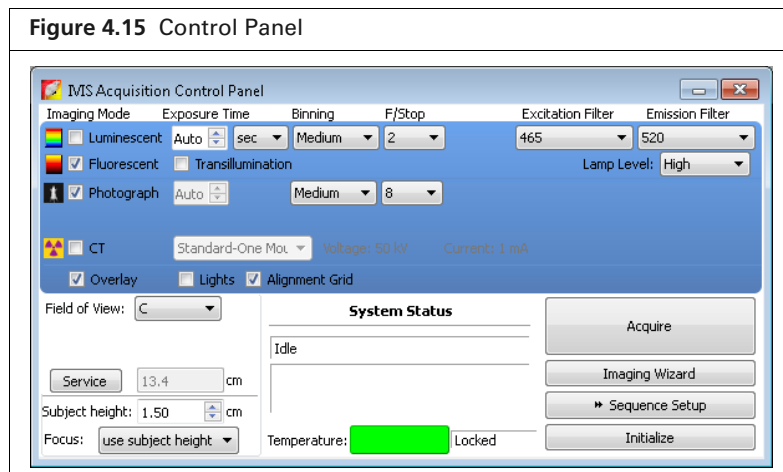 Figure 4.15 Control Panel
IVIS Acquisition Control Panel
Imaging Mode Exposure Time Binning F/Stop Excitation Filter Emission Filter
Luminescent Auto sec Medium 2 465 520
Fluorescent Transillumination Lamp Level: High
Photograph Auto Medium 8
CT Standard-One Mou Voltage: 50 kV Current: 1 mA
Overlay Lights Alignment Grid
Field of View: C System Status Acquire
Idle
Service 13.4 cm Imaging Wizard
Subject height: 1.50 cm Sequence Setup
Focus: use subject height Temperature: Locked Initialize